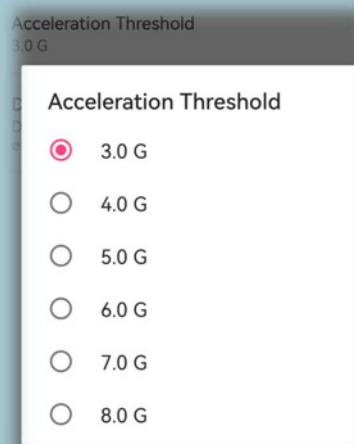 Acceleration Threshold
3.0 G
D
D
e
Acceleration Threshold
3.0 G
4.0 G
5.0 G
6.0 G
7.0 G
8.0 G